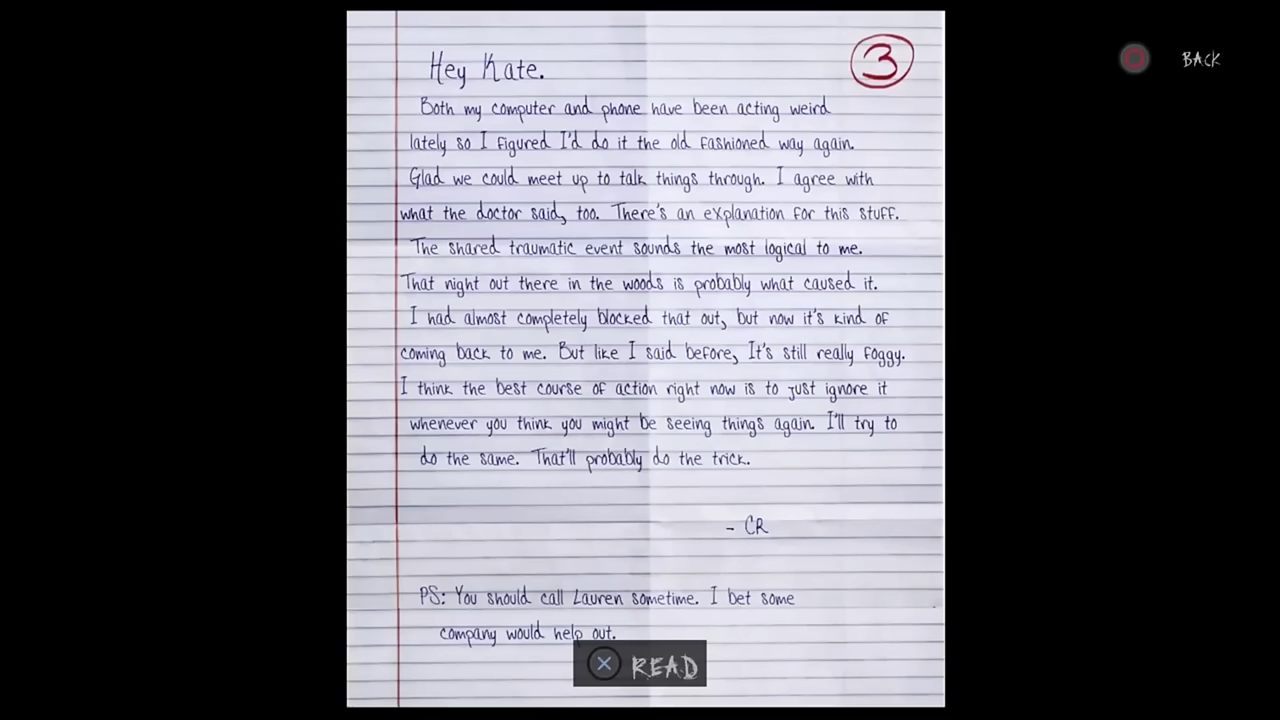 Hey Kate.
3
BACK
Both my computer and phone have been acting weird
lately so I figured I'd do it the old fashioned way again.
Glad we could meet up to talk things through. I agree with
what the doctor said, too. There's an explanation for this stuff.
The shared traumatic event sounds the most logical to me.
That night out there in the woods is probably what caused it.
I had almost completely blocked that out, but now it's kind of
coming back to me. But like I said before, It's still really foggy.
I think the best course of action right now is to just ignore it
whenever you think you might be seeing things again. I'll try to
do the same. That'll probably do the trick.
- CR
PS: You should call Lauren sometime. I bet some
company would help out.
READ